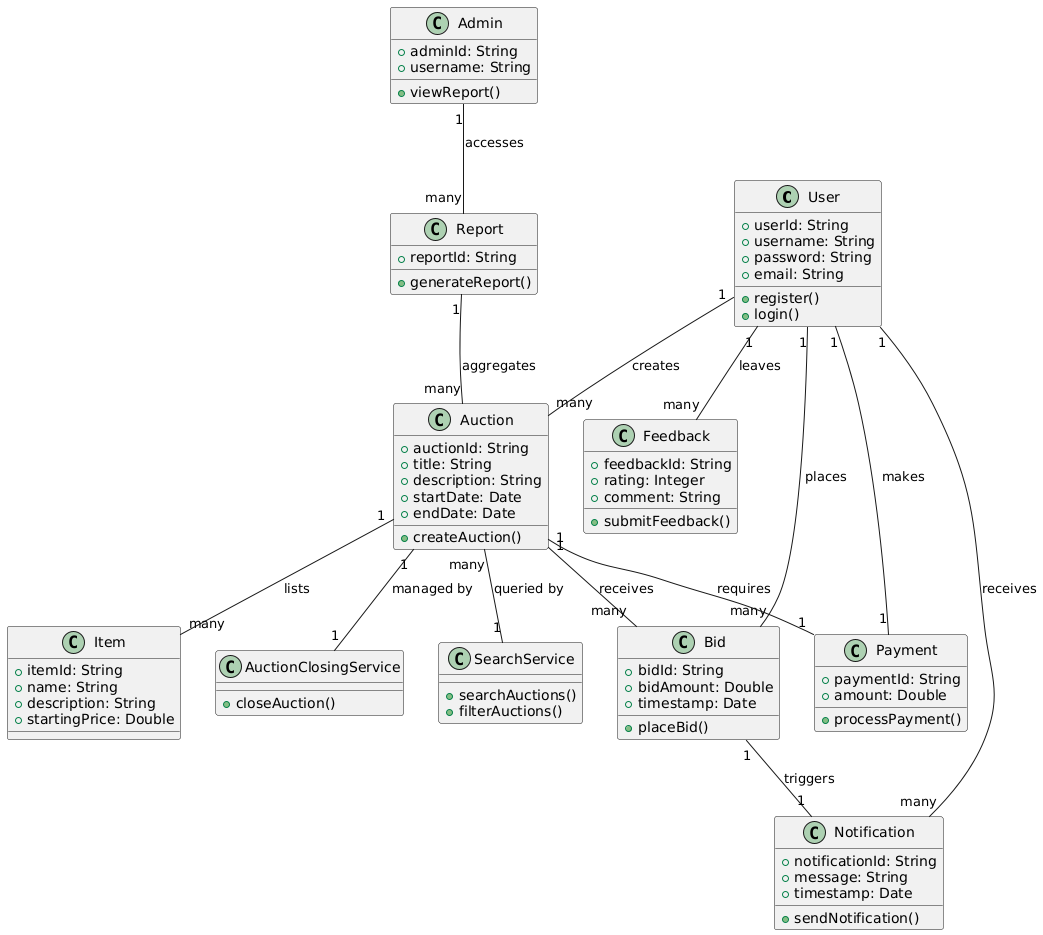 C Admin
adminId: String
username: String
viewReport()
1
accesses
many
C Report
reportId: String
generateReport()
1
aggregates
many
C User
userId: String
username: String
password: String
email: String
register()
login()
1
creates
many
1
leaves
many
1
places
many
1
makes
1
1
receives
many
C Auction
auctionId: String
title: String
description: String
startDate: Date
endDate: Date
createAuction()
C Feedback
feedbackId: String
rating: Integer
comment: String
submitFeedback()
1
lists
many
1
managed by
1
many
queried by
1
1
receives
many
1
requires
1
C Item
itemId: String
name: String
description: String
startingPrice: Double
C AuctionClosingService
closeAuction()
C SearchService
searchAuctions()
filterAuctions()
C Bid
bidId: String
bidAmount: Double
timestamp: Date
placeBid()
C Payment
paymentId: String
amount: Double
processPayment()
1
triggers
1
C Notification
notificationId: String
message: String
timestamp: Date
sendNotification()